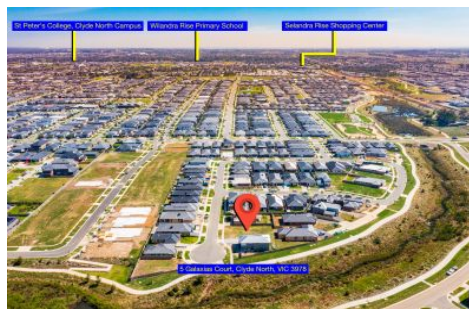 St Peter's College, Clyde North Campus
Wilandra Rise Primary School
Selandra Rise Shopping Center
5 Galaxias Court, Clyde North, VIC 3978